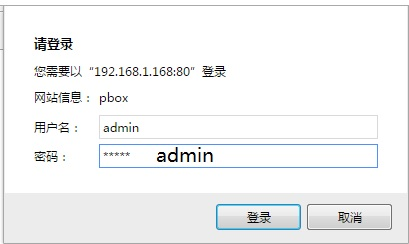 请登录
您需要以“192.168.1.168:80”登录
网站信息： pbox
用户名： admin
密码： ***** admin
登录 取消